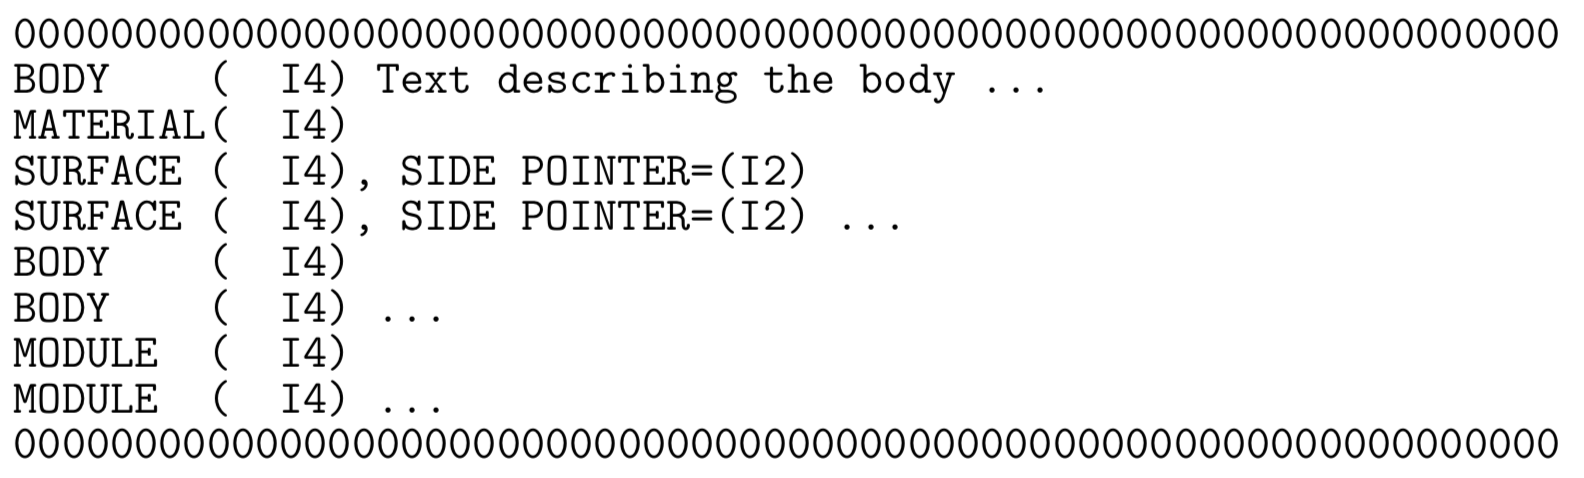 0000000000000000000000000000000000000000000000000000000000000000
BODY    (  I4) Text describing the body ...
MATERIAL(  I4)
SURFACE (  I4), SIDE POINTER=(I2)
SURFACE (  I4), SIDE POINTER=(I2) ...
BODY    (  I4)
BODY    (  I4) ...
MODULE  (  I4)
MODULE  (  I4) ...
0000000000000000000000000000000000000000000000000000000000000000